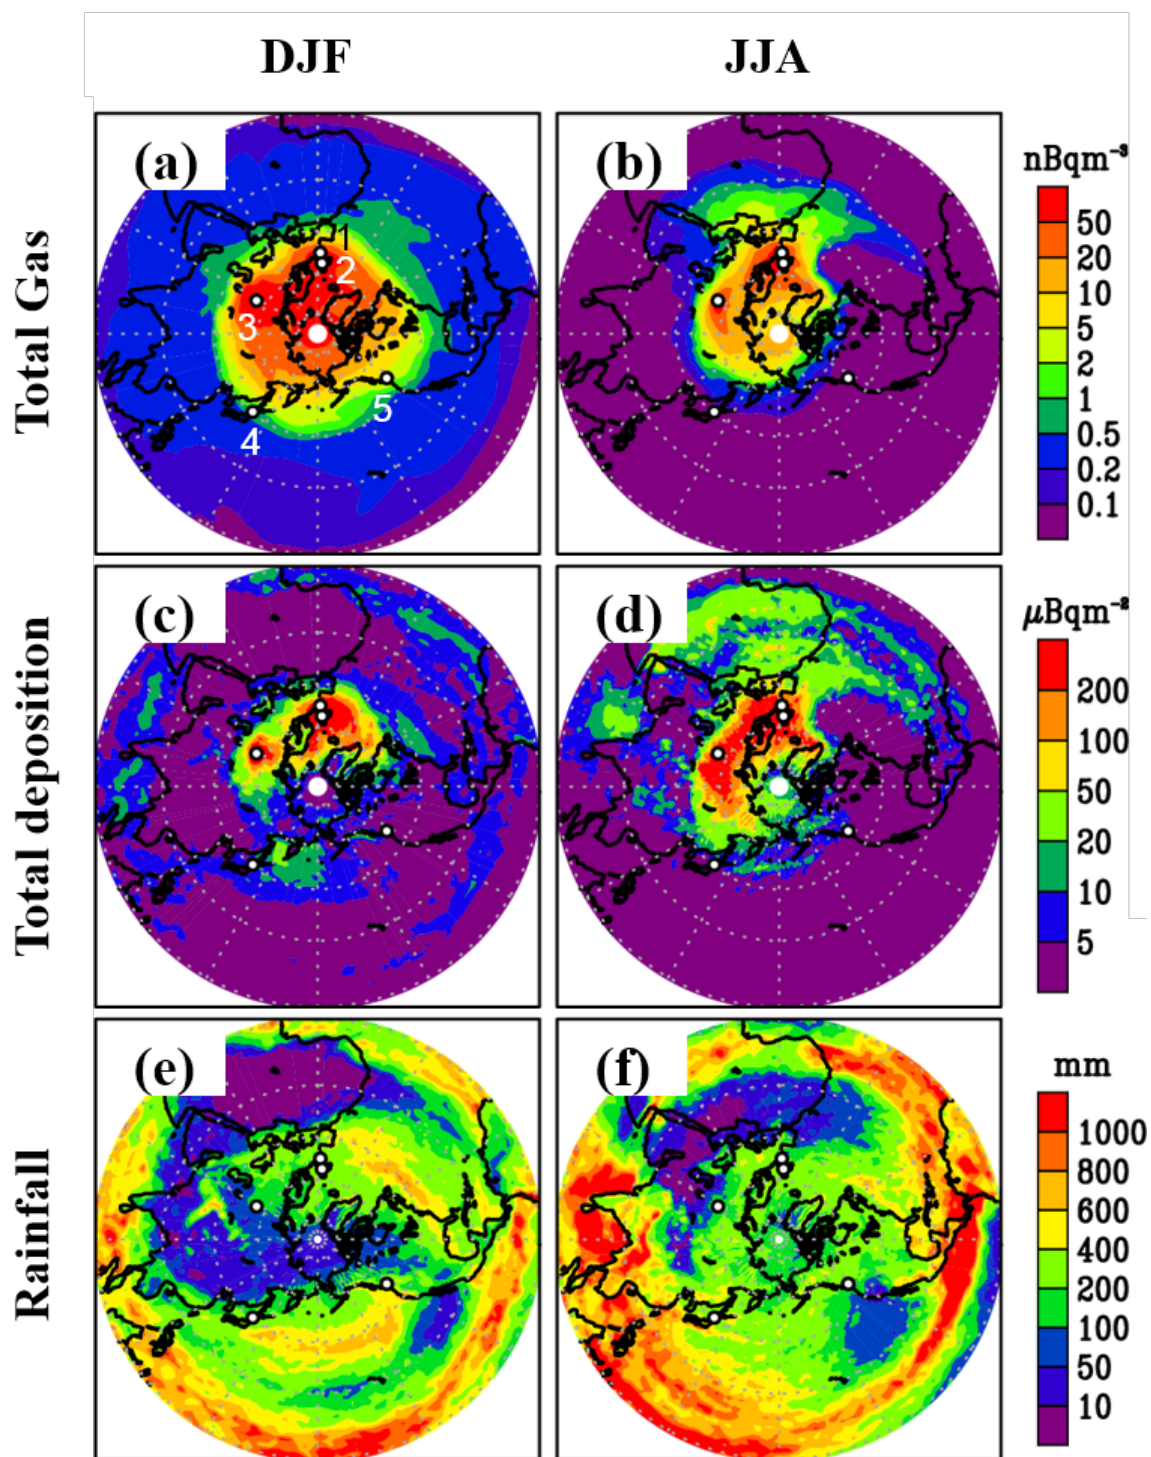 DJF JJA
Total Gas
(a) (b)
1
2
3
4
5
nBqm⁻³
50
20
10
5
2
1
0.5
0.2
0.1
Total deposition
(c) (d)
μBqm⁻²
200
100
50
20
10
5
Rainfall
(e) (f)
mm
1000
800
600
400
200
100
50
10